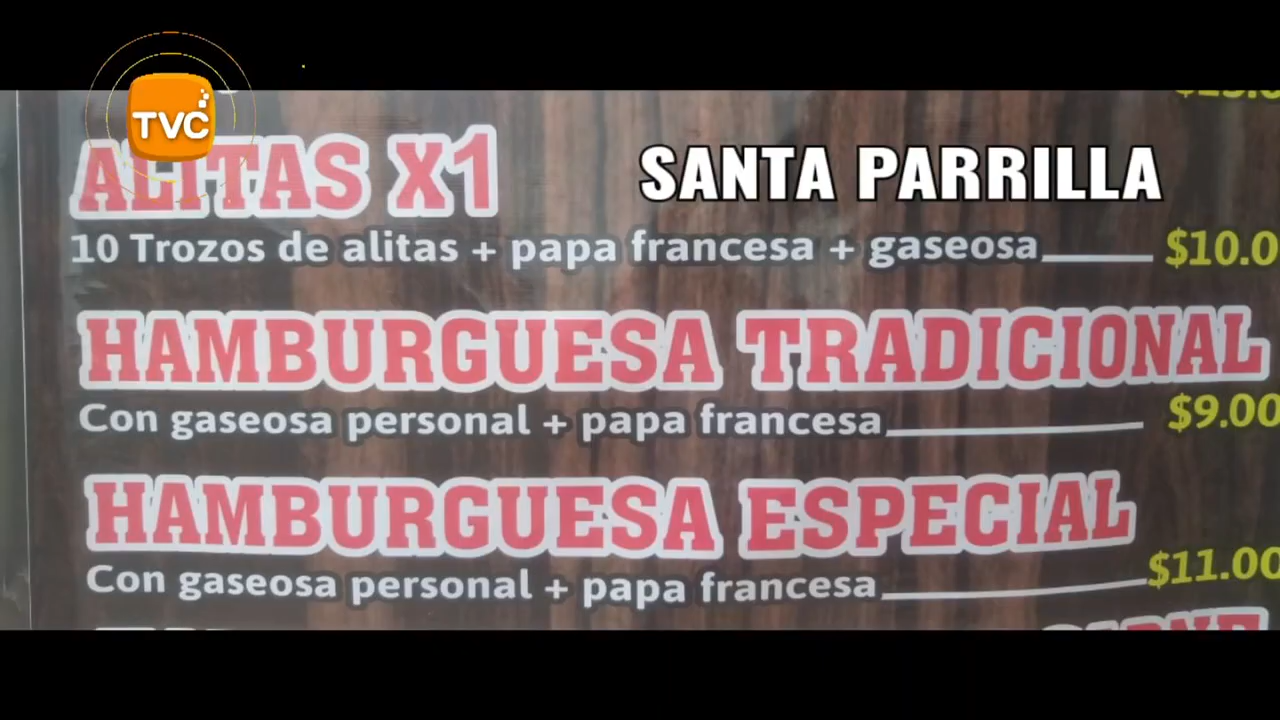 TVC
ALITAS X1
SANTA PARRILLA
10 Trozos de alitas + papa francesa + gaseosa $10.0
HAMBURGUESA TRADICIONAL
Con gaseosa personal + papa francesa $9.00
HAMBURGUESA ESPECIAL
Con gaseosa personal + papa francesa $11.00